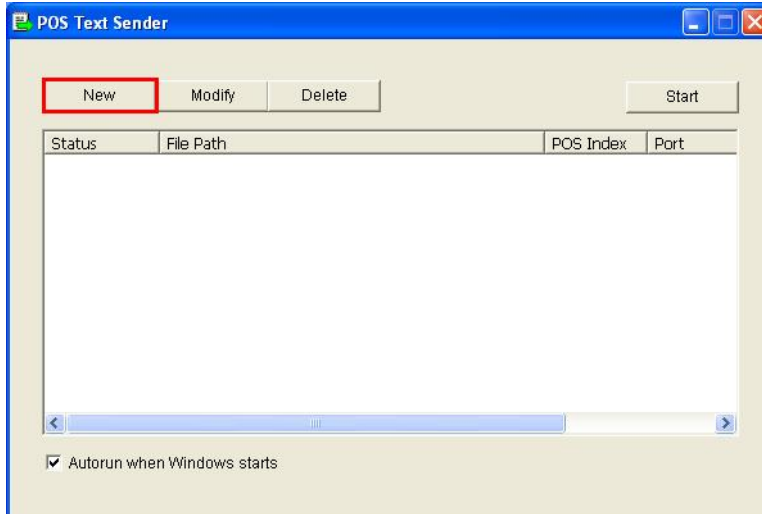 POS Text Sender
New Modify Delete Start
Status File Path POS Index Port
Autorun when Windows starts